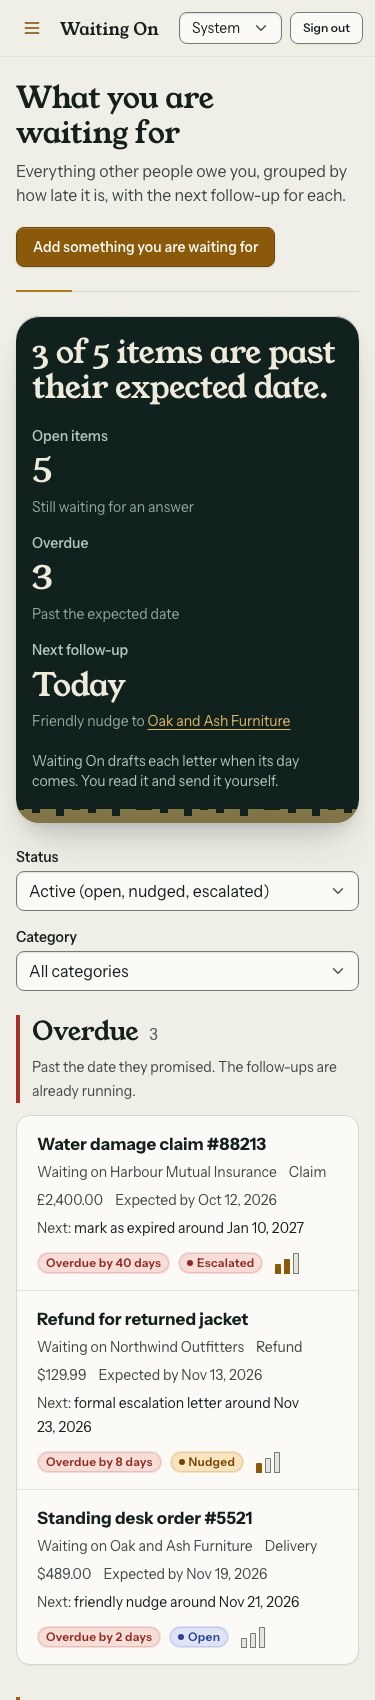 Waiting On
System
Sign out
What you are
waiting for
Everything other people owe you, grouped by
how late it is, with the next follow-up for each.
Add something you are waiting for
3 of 5 items are past
their expected date.
Open items
5
Still waiting for an answer
Overdue
3
Past the expected date
Next follow-up
Today
Friendly nudge to Oak and Ash Furniture
Waiting On drafts each letter when its day
comes. You read it and send it yourself.
Status
Active (open, nudged, escalated)
Category
All categories
Overdue 3
Past the date they promised. The follow-ups are
already running.
Water damage claim #88213
Waiting on Harbour Mutual Insurance Claim
£2,400.00 Expected by Oct 12, 2026
Next: mark as expired around Jan 10, 2027
Overdue by 40 days Escalated
Refund for returned jacket
Waiting on Northwind Outfitters Refund
$129.99 Expected by Nov 13, 2026
Next: formal escalation letter around Nov
23, 2026
Overdue by 8 days Nudged
Standing desk order #5521
Waiting on Oak and Ash Furniture Delivery
$489.00 Expected by Nov 19, 2026
Next: friendly nudge around Nov 21, 2026
Overdue by 2 days Open